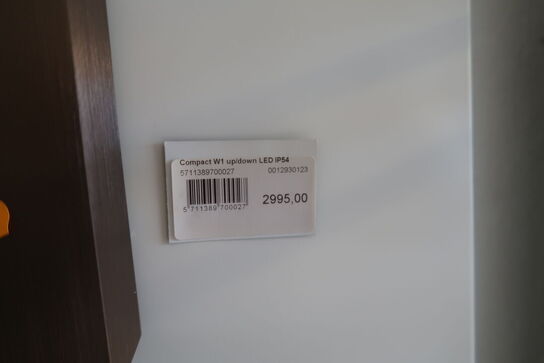 Compact W1 up/down LED IP54
5711389700027 0012930123
5 711389 700027
2995,00